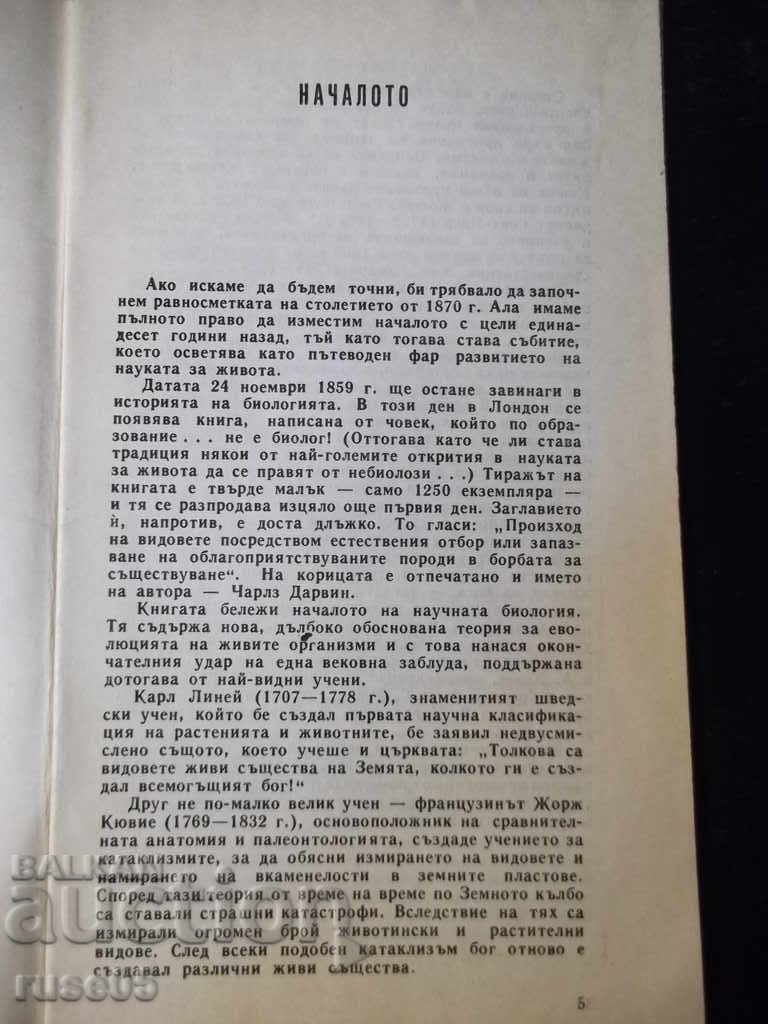 НАЧАЛОТО
Ако искаме да бъдем точни, би трябвало да започ-
нем равносметката на столетието от 1870 г. Ала имаме
пълното право да изместим началото с цели едина-
десет години назад, тъй като тогава става събитие,
което осветява като пътеводен фар развитието на
науката за живота.
Датата 24 ноември 1859 г. ще остане завинаги в
историята на биологията. В този ден в Лондон се
появява книга, написана от човек, който по обра-
зование . . . не е биолог! (Оттогава като че ли става
традиция някои от най-големите открития в науката
за живота да се правят от небиолози . . .) Тиражът на
книгата е твърде малък — само 1250 екземпляра —
и тя се разпродава изцяло още първия ден. Заглавието
ѝ, напротив, е доста длъжко. То гласи: „Произход
на видовете посредством естествения отбор или запаз-
ване на облагоприятствуваните породи в борбата за
съществуване“. На корицата е отпечатано и името
на автора — Чарлз Дарвин.
Книгата бележи началото на научната биология.
Тя съдържа нова, дълбоко обоснована теория за ево-
люцията на живите организми и с това нанася окон-
чателния удар на една вековна заблуда, поддържана
дотогава от най-видни учени.
Карл Линей (1707—1778 г.), знаменитият швед-
ски учен, който бе създал първата научна класифика-
ция на растенията и животните, бе заявил недвусми-
слено същото, което учеше и църквата: „Толкова са
видовете живи същества на Земята, колкото ги е съз-
дал всемогъщият бог!“
Друг не по-малко велик учен — французинът Жорж
Кювие (1769—1832 г.), основоположник на сравнител-
ната анатомия и палеонтологията, създаде учението за
катаклизмите, за да обясни измирането на видовете и
намирането на вкаменелости в земните пластове.
Според тази теория от време на време по Земното кълбо
са ставали страшни катастрофи. Вследствие на тях са
измирали огромен брой животински и растителни
видове. След всеки подобен катаклизъм бог отново е
създавал различни живи същества.
5
BALKAN
auction
ruse05